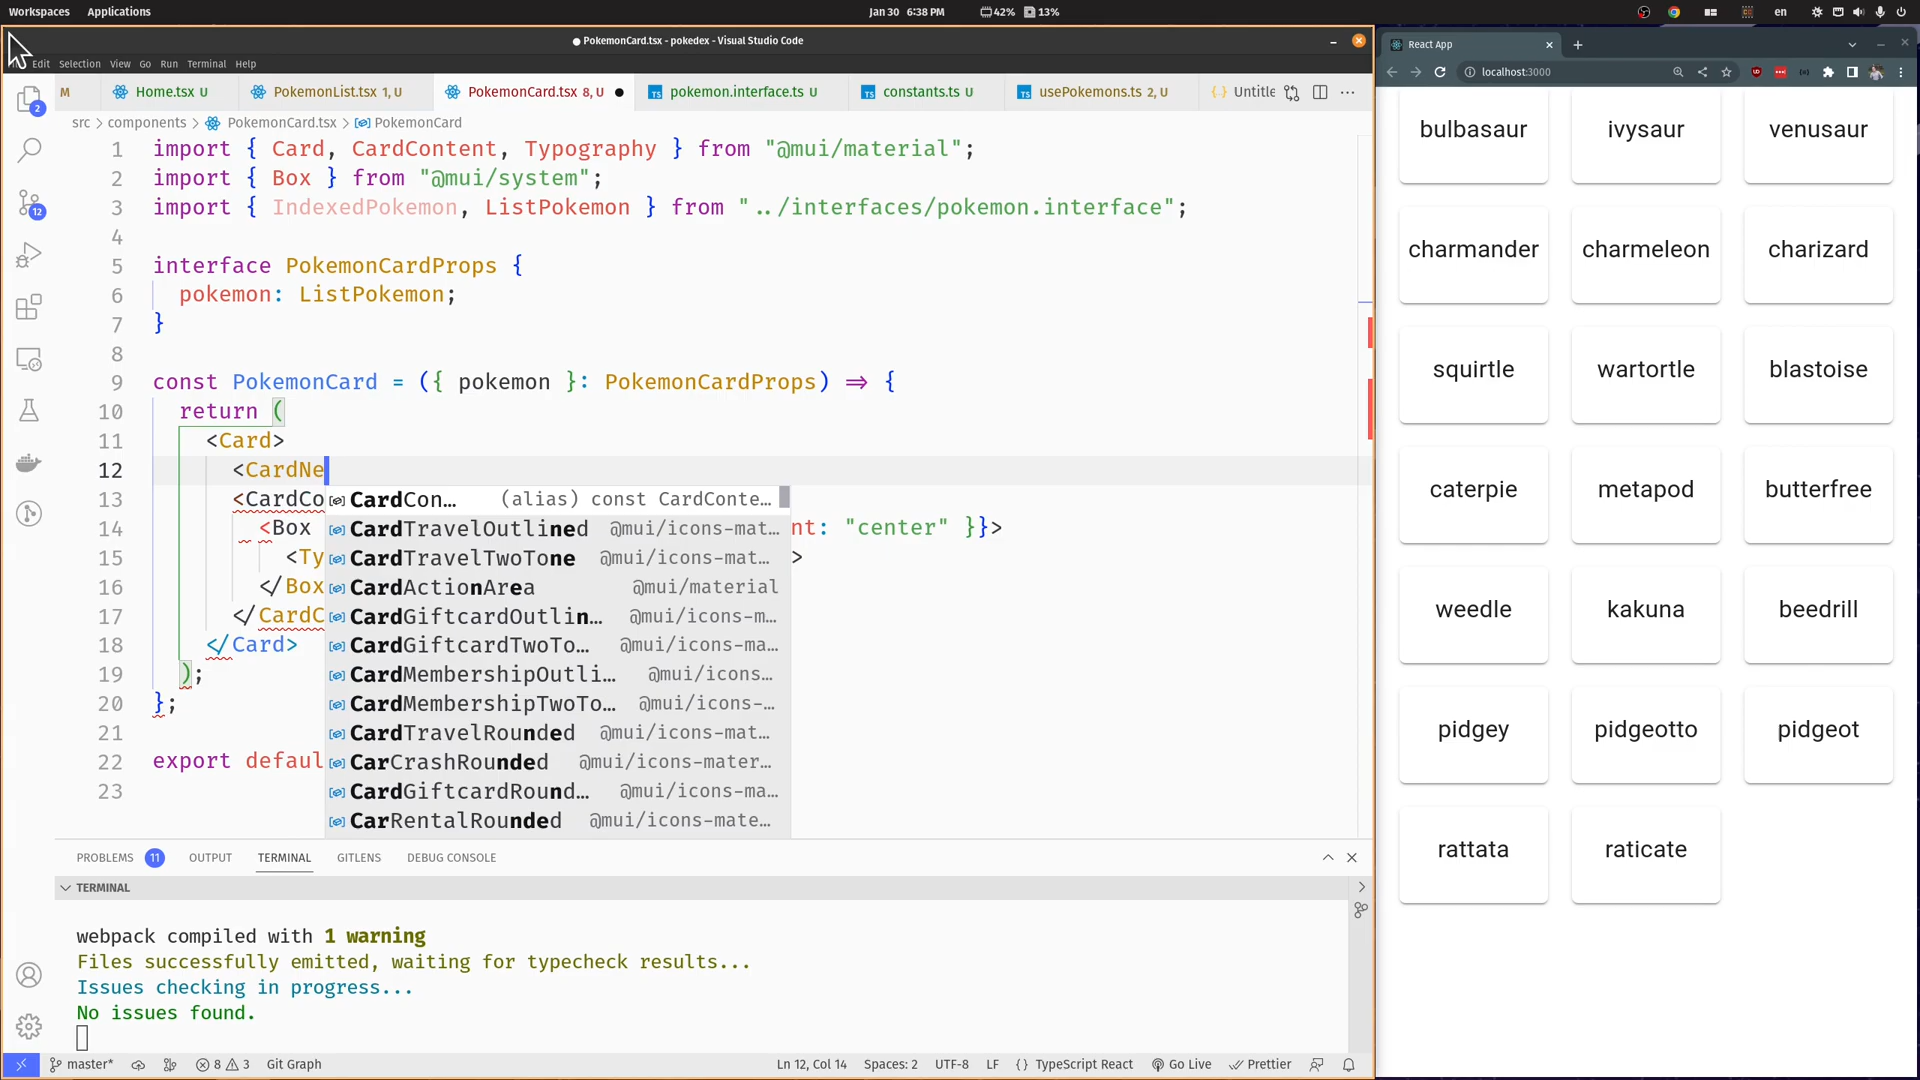 Workspaces Applications
Jan 30 6:38 PM 42% 13%
en
PokemonCard.tsx - pokedex - Visual Studio Code
Edit Selection View Go Run Terminal Help
M Home.tsx U PokemonList.tsx 1, U PokemonCard.tsx 8, U pokemon.interface.ts U constants.ts U usePokemons.ts 2, U Untitle
src > components > PokemonCard.tsx > PokemonCard
1 import { Card, CardContent, Typography } from "@mui/material";
2 import { Box } from "@mui/system";
3 import { IndexedPokemon, ListPokemon } from "../interfaces/pokemon.interface";
4
5 interface PokemonCardProps {
6 pokemon: ListPokemon;
7 }
8
9 const PokemonCard = ({ pokemon }: PokemonCardProps) => {
10 return (
11 <Card>
12 <CardNe
13 <CardCo
14 <Box nt: "center" }}>
15 <Ty >
16 </Box
17 </CardC
18 </Card>
19 );
20 };
21
22 export defaul
23
CardCon... (alias) const CardConte...
CardTravelOutlined @mui/icons-mat...
CardTravelTwoTone @mui/icons-mat...
CardActionArea @mui/material
CardGiftcardOutlin... @mui/icons-m...
CardGiftcardTwoTo... @mui/icons-ma...
CardMembershipOutli... @mui/icons...
CardMembershipTwoTo... @mui/icons-...
CardTravelRounded @mui/icons-mat...
CarCrashRounded @mui/icons-mater...
CardGiftcardRound... @mui/icons-ma...
CarRentalRounded @mui/icons-mate...
PROBLEMS 11 OUTPUT TERMINAL GITLENS DEBUG CONSOLE
TERMINAL
webpack compiled with 1 warning
Files successfully emitted, waiting for typecheck results...
Issues checking in progress...
No issues found.
2
12
master* 8 3 Git Graph Ln 12, Col 14 Spaces: 2 UTF-8 LF {} TypeScript React Go Live Prettier
React App
localhost:3000
bulbasaur ivysaur venusaur
charmander charmeleon charizard
squirtle wartortle blastoise
caterpie metapod butterfree
weedle kakuna beedrill
pidgey pidgeotto pidgeot
rattata raticate